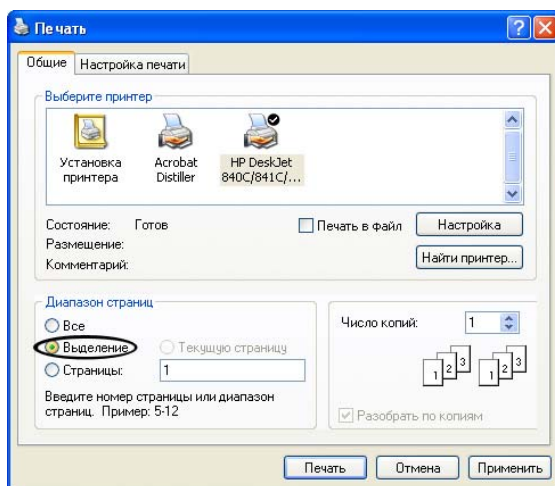 Печать
Общие
Настройка печати
Выберите принтер
Установка принтера
Acrobat Distiller
HP DeskJet 840C/841C/...
Состояние: Готов
Размещение:
Комментарий:
Печать в файл
Настройка
Найти принтер...
Диапазон страниц
Все
Выделение
Текущую страницу
Страницы: 1
Введите номер страницы или диапазон
страниц. Пример: 5-12
Число копий: 1
1 2 3 1 2 3
Разобрать по копиям
Печать
Отмена
Применить